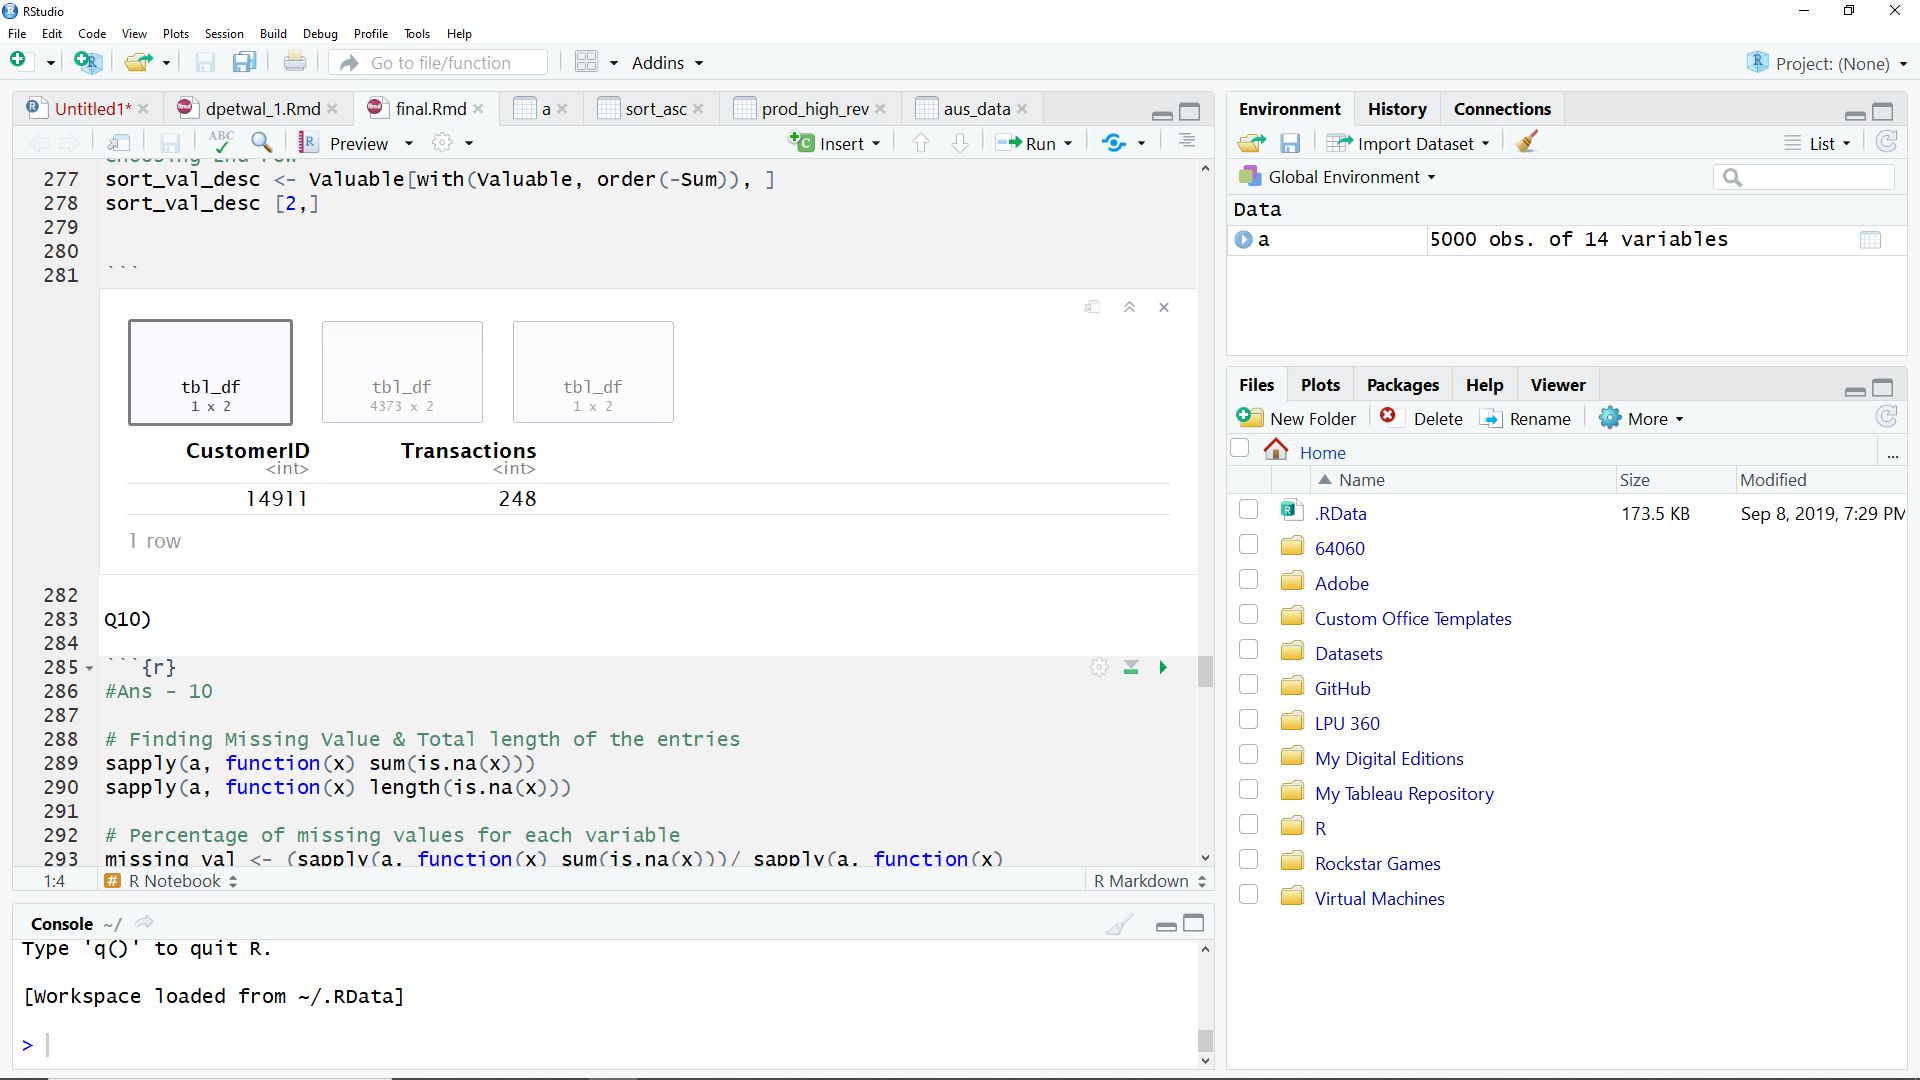 RStudio
File Edit Code View Plots Session Build Debug Profile Tools Help
Go to file/function Addins Project: (None)
Untitled1* dpetwal_1.Rmd final.Rmd a sort_asc prod_high_rev aus_data
ABC Preview Insert Run
Choosing 2nd row
277 sort_val_desc <- Valuable[with(Valuable, order(-Sum)), ]
278 sort_val_desc [2,]
279
280
281 ```
tbl_df tbl_df tbl_df
1 x 2 4373 x 2 1 x 2
CustomerID Transactions
<int> <int>
14911 248
1 row
282
283 Q10)
284
285 ```{r}
286 #Ans - 10
287
288 # Finding Missing Value & Total length of the entries
289 sapply(a, function(x) sum(is.na(x)))
290 sapply(a, function(x) length(is.na(x)))
291
292 # Percentage of missing values for each variable
293 missing_val <- (sapply(a, function(x) sum(is.na(x)))/ sapply(a, function(x)
1:4 # R Notebook R Markdown
Console ~/
Type 'q()' to quit R.
[Workspace loaded from ~/.RData]
>
Environment History Connections
Import Dataset List
Global Environment
Data
a 5000 obs. of 14 variables
Files Plots Packages Help Viewer
New Folder Delete Rename More
Home ...
Name Size Modified
.RData 173.5 KB Sep 8, 2019, 7:29 PM
64060
Adobe
Custom Office Templates
Datasets
GitHub
LPU 360
My Digital Editions
My Tableau Repository
R
Rockstar Games
Virtual Machines